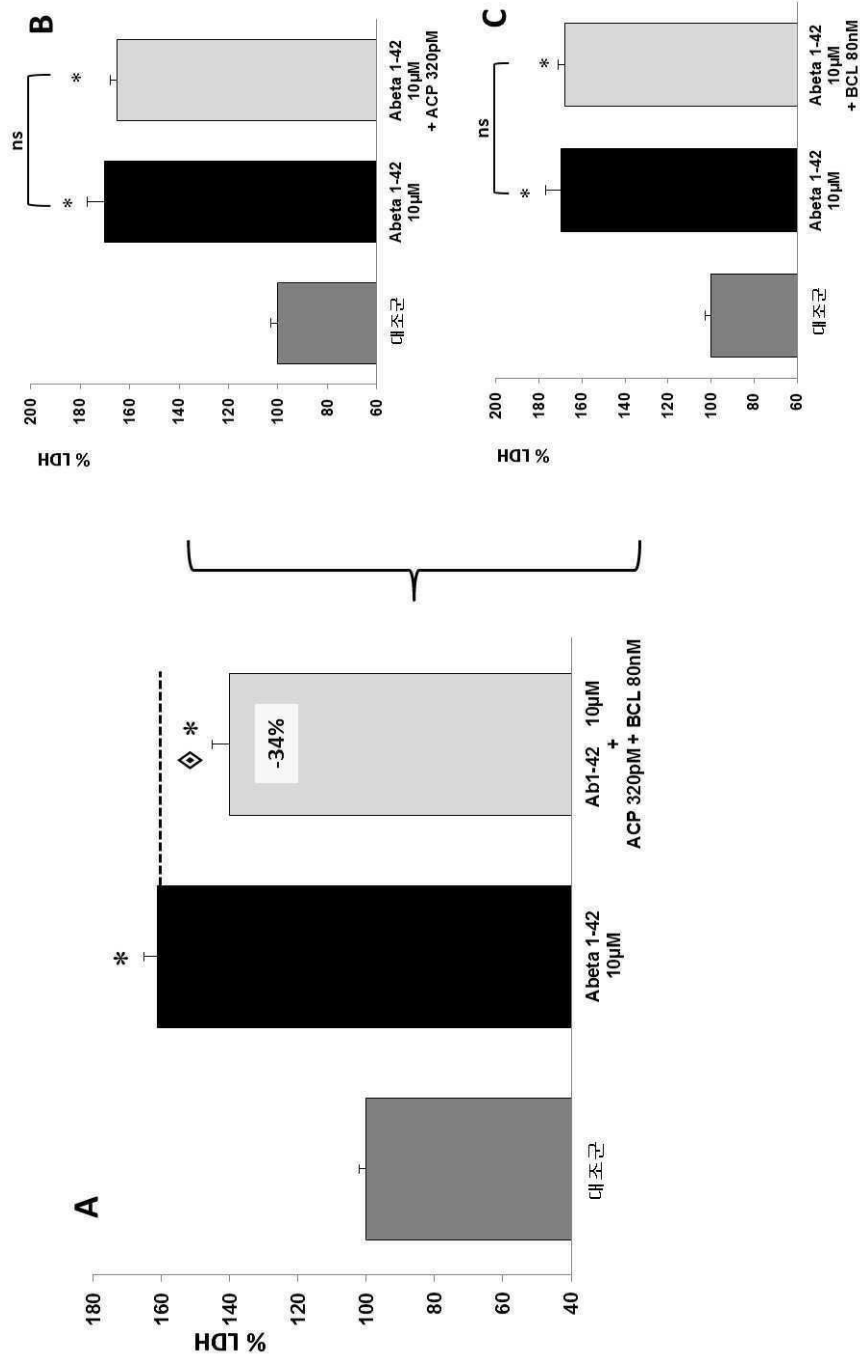 A
% LDH
180
160
140
120
100
80
60
40
*
*
-34%
대조군
Abeta 1-42
10μM
Ab1-42 10μM
+
ACP 320pM + BCL 80nM
B
% LDH
200
180
160
140
120
100
80
60
ns
*
*
대조군
Abeta 1-42
10μM
Abeta 1-42
10μM
+ ACP 320pM
C
% LDH
200
180
160
140
120
100
80
60
ns
*
*
대조군
Abeta 1-42
10μM
Abeta 1-42
10μM
+ BCL 80nM